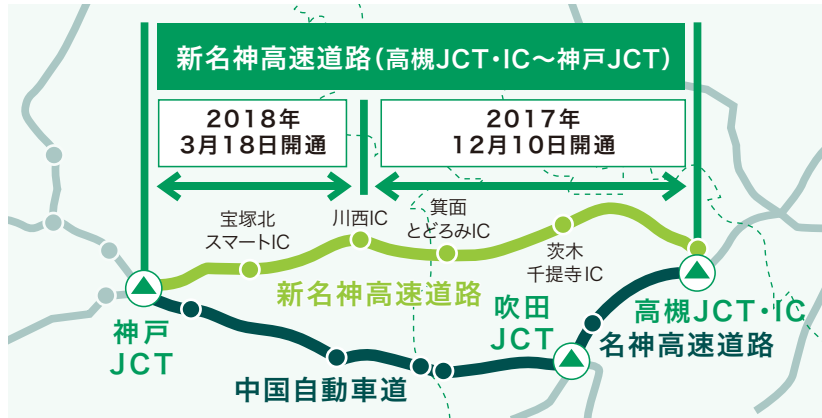 新名神高速道路（高槻JCT・IC〜神戸JCT）
2018年
3月18日開通
2017年
12月10日開通
宝塚北
スマートIC
川西IC
箕面
とどろみIC
茨木
千提寺IC
新名神高速道路
神戸
JCT
吹田
JCT
高槻JCT・IC
名神高速道路
中国自動車道